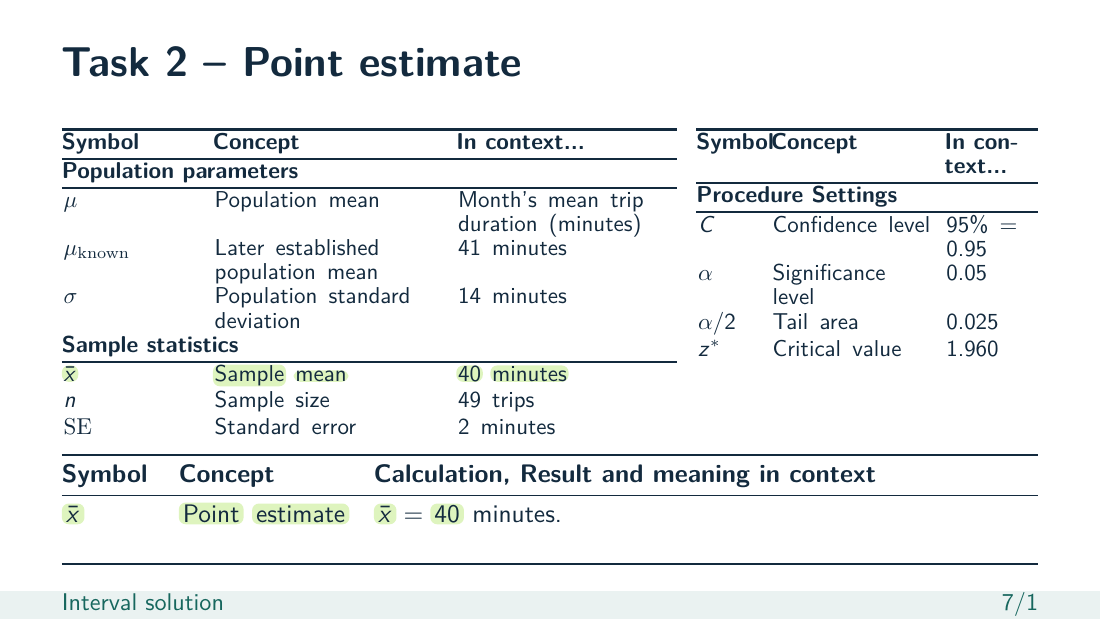 Task 2 – Point estimate
Symbol Concept In context...
Population parameters
μ Population mean Month's mean trip
duration (minutes)
μknown Later established 41 minutes
population mean
σ Population standard 14 minutes
deviation
Sample statistics
x̄ Sample mean 40 minutes
n Sample size 49 trips
SE Standard error 2 minutes
Symbol Concept In con-
text...
Procedure Settings
C Confidence level 95% =
0.95
α Significance 0.05
level
α/2 Tail area 0.025
z* Critical value 1.960
Symbol Concept Calculation, Result and meaning in context
x̄ Point estimate x̄ = 40 minutes.
Interval solution 7/1